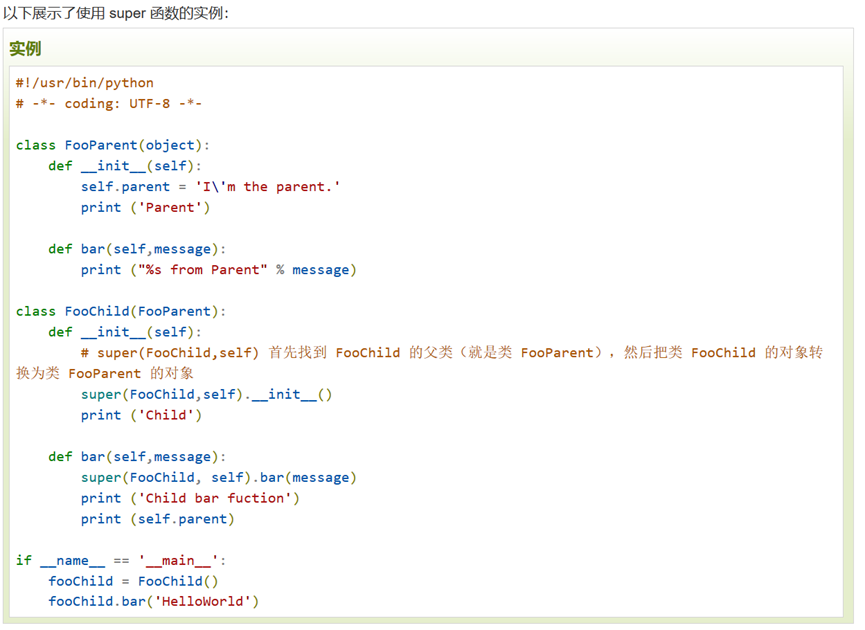 以下展示了使用 super 函数的实例:
实例
#!/usr/bin/python
# -*- coding: UTF-8 -*-

class FooParent(object):
    def __init__(self):
        self.parent = 'I\'m the parent.'
        print ('Parent')

    def bar(self,message):
        print ("%s from Parent" % message)

class FooChild(FooParent):
    def __init__(self):
        # super(FooChild,self) 首先找到 FooChild 的父类（就是类 FooParent），然后把类 FooChild 的对象转
换为类 FooParent 的对象
        super(FooChild,self).__init__()
        print ('Child')

    def bar(self,message):
        super(FooChild, self).bar(message)
        print ('Child bar fuction')
        print (self.parent)

if __name__ == '__main__':
    fooChild = FooChild()
    fooChild.bar('HelloWorld')